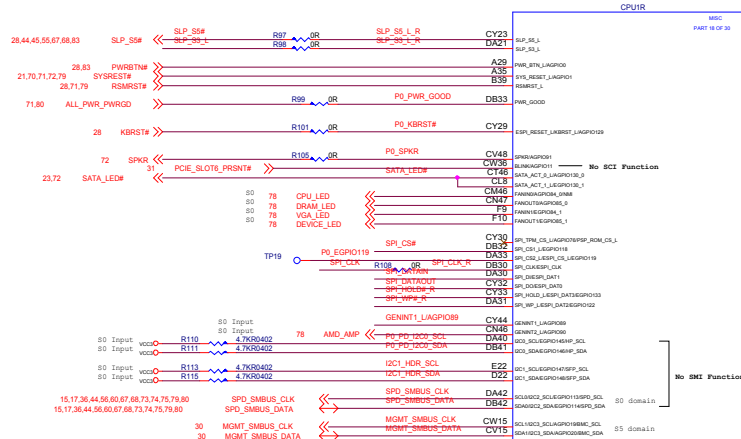 CPU1R
MISC
PART 18 OF 30
SLP_S5# R97 0R SLP_S5_L_R CY23 SLP_S5_L
28,44,45,55,67,68,83 SLP_S5#
SLP_S3_L R98 0R SLP_S3_L_R DA21 SLP_S3_L
28,83 PWRBTN# A29 PWR_BTN_L/AGPIO0
21,70,71,72,79 SYSREST# A35 SYS_RESET_L/AGPIO1
28,71,79 RSMRST# B39 RSMRST_L
71,80 ALL_PWR_PWRGD R99 0R P0_PWR_GOOD DB33 PWR_GOOD
28 KBRST# R101 0R P0_KBRST# CY29 ESPI_RESET_L/KBRST_L/AGPIO129
72 SPKR R105 0R P0_SPKR CV48 SPKR/AGPIO91
31 PCIE_SLOT6_PRSNT# CW36 BLINK/AGPIO11 No SCI Function
23,72 SATA_LED# SATA_LED# CT46 SATA_ACT_0_L/AGPIO130_0
CL8 SATA_ACT_1_L/EGPIO130_1
S0 78 CPU_LED CM46 FANIN0/AGPIO84_0/NMI
S0 78 DRAM_LED CN47 FANOUT0/AGPIO85_0
S0 78 VGA_LED F9 FANIN1/EGPIO84_1
S0 78 DEVICE_LED F10 FANOUT1/EGPIO85_1
CY30 SPI_TPM_CS_L/AGPIO76/PSP_ROM_CS_L
SPI_CS# DB32 SPI_CS1_L/EGPIO118
TP19 P0_EGPIO119 DA33 SPI_CS2_L/ESPI_CS_L/EGPIO119
SPI_CLK R108 0R SPI_CLK_R DB30 SPI_CLK/ESPI_CLK
SPI_DATAIN DA30 SPI_DI/ESPI_DAT1
SPI_DATAOUT CY32 SPI_DO/ESPI_DAT0
SPI_HOLD#_R CY33 SPI_HOLD_L/ESPI_DAT3/EGPIO133
SPI_WP#_R DA31 SPI_WP_L/ESPI_DAT2/EGPIO122
GENINT1_L/AGPIO89 CY44 GENINT1_L/AGPIO89
S0 Input
S0 Input 78 AMD_AMP CN46 GENINT2_L/AGPIO90
S0 Input VCC3 R110 4.7KR0402 P0_PD_I2C0_SCL DA40 I2C0_SCL/EGPIO145/HP_SCL
S0 Input VCC3 R111 4.7KR0402 P0_PD_I2C0_SDA DB41 I2C0_SDA/EGPIO146/HP_SDA
S0 Input VCC3 R113 4.7KR0402 I2C1_HDR_SCL E22 I2C1_SCL/EGPIO147/SFP_SCL
S0 Input VCC3 R115 4.7KR0402 I2C1_HDR_SDA D22 I2C1_SDA/EGPIO148/SFP_SDA
No SMI Function
15,17,36,44,56,60,67,68,73,74,75,79,80 SPD_SMBUS_CLK SPD_SMBUS_CLK DA42 SCL0/I2C2_SCL/EGPIO113/SPD_SCL
15,17,36,44,56,60,67,68,73,74,75,79,80 SPD_SMBUS_DATA SPD_SMBUS_DATA DB42 SDA0/I2C2_SDA/EGPIO114/SPD_SDA
S0 domain
30 MGMT_SMBUS_CLK MGMT_SMBUS_CLK CW15 SCL1/I2C3_SCL/AGPIO19/BMC_SCL
30 MGMT_SMBUS_DATA MGMT_SMBUS_DATA CV15 SDA1/I2C3_SDA/AGPIO20/BMC_SDA
S5 domain